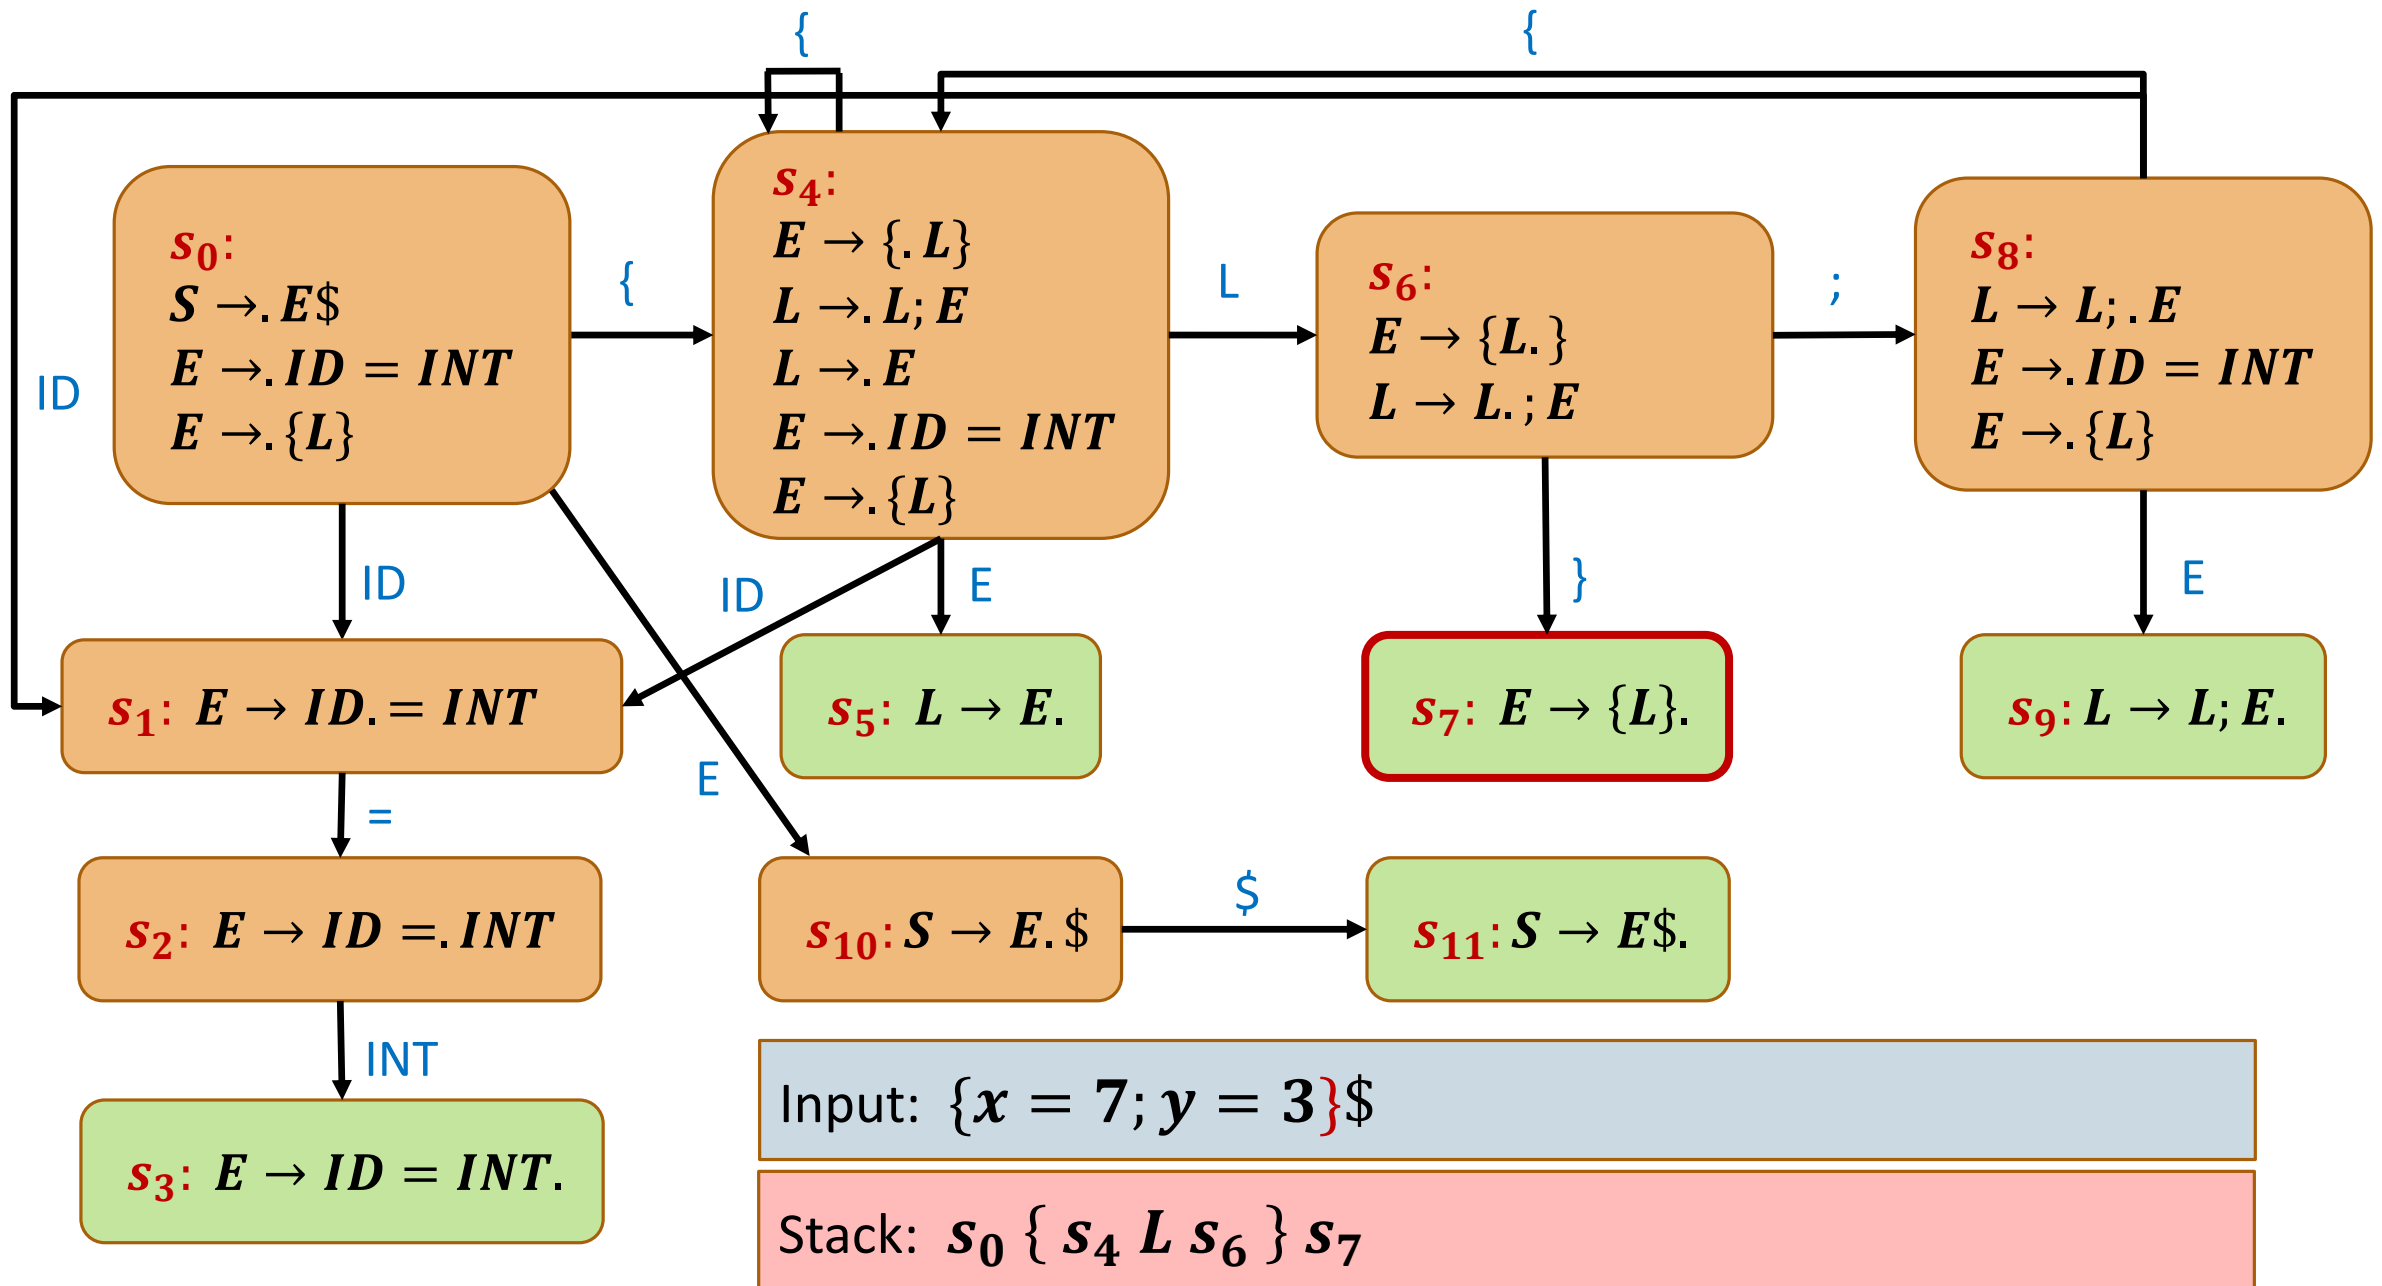 {
{
s₀:
S →. E$
E →. ID = INT
E →. {L}
{
s₄:
E → {. L}
L →. L; E
L →. E
E →. ID = INT
E →. {L}
L
s₆:
E → {L. }
L → L. ; E
;
s₈:
L → L; . E
E →. ID = INT
E →. {L}
ID
ID
ID
E
}
E
s₁: E → ID. = INT
s₅: L → E.
s₇: E → {L}.
s₉: L → L; E.
E
=
s₂: E → ID =. INT
s₁₀: S → E. $
$
s₁₁: S → E$.
INT
s₃: E → ID = INT.
Input: {x = 7; y = 3}$
Stack: s₀ { s₄ L s₆ } s₇